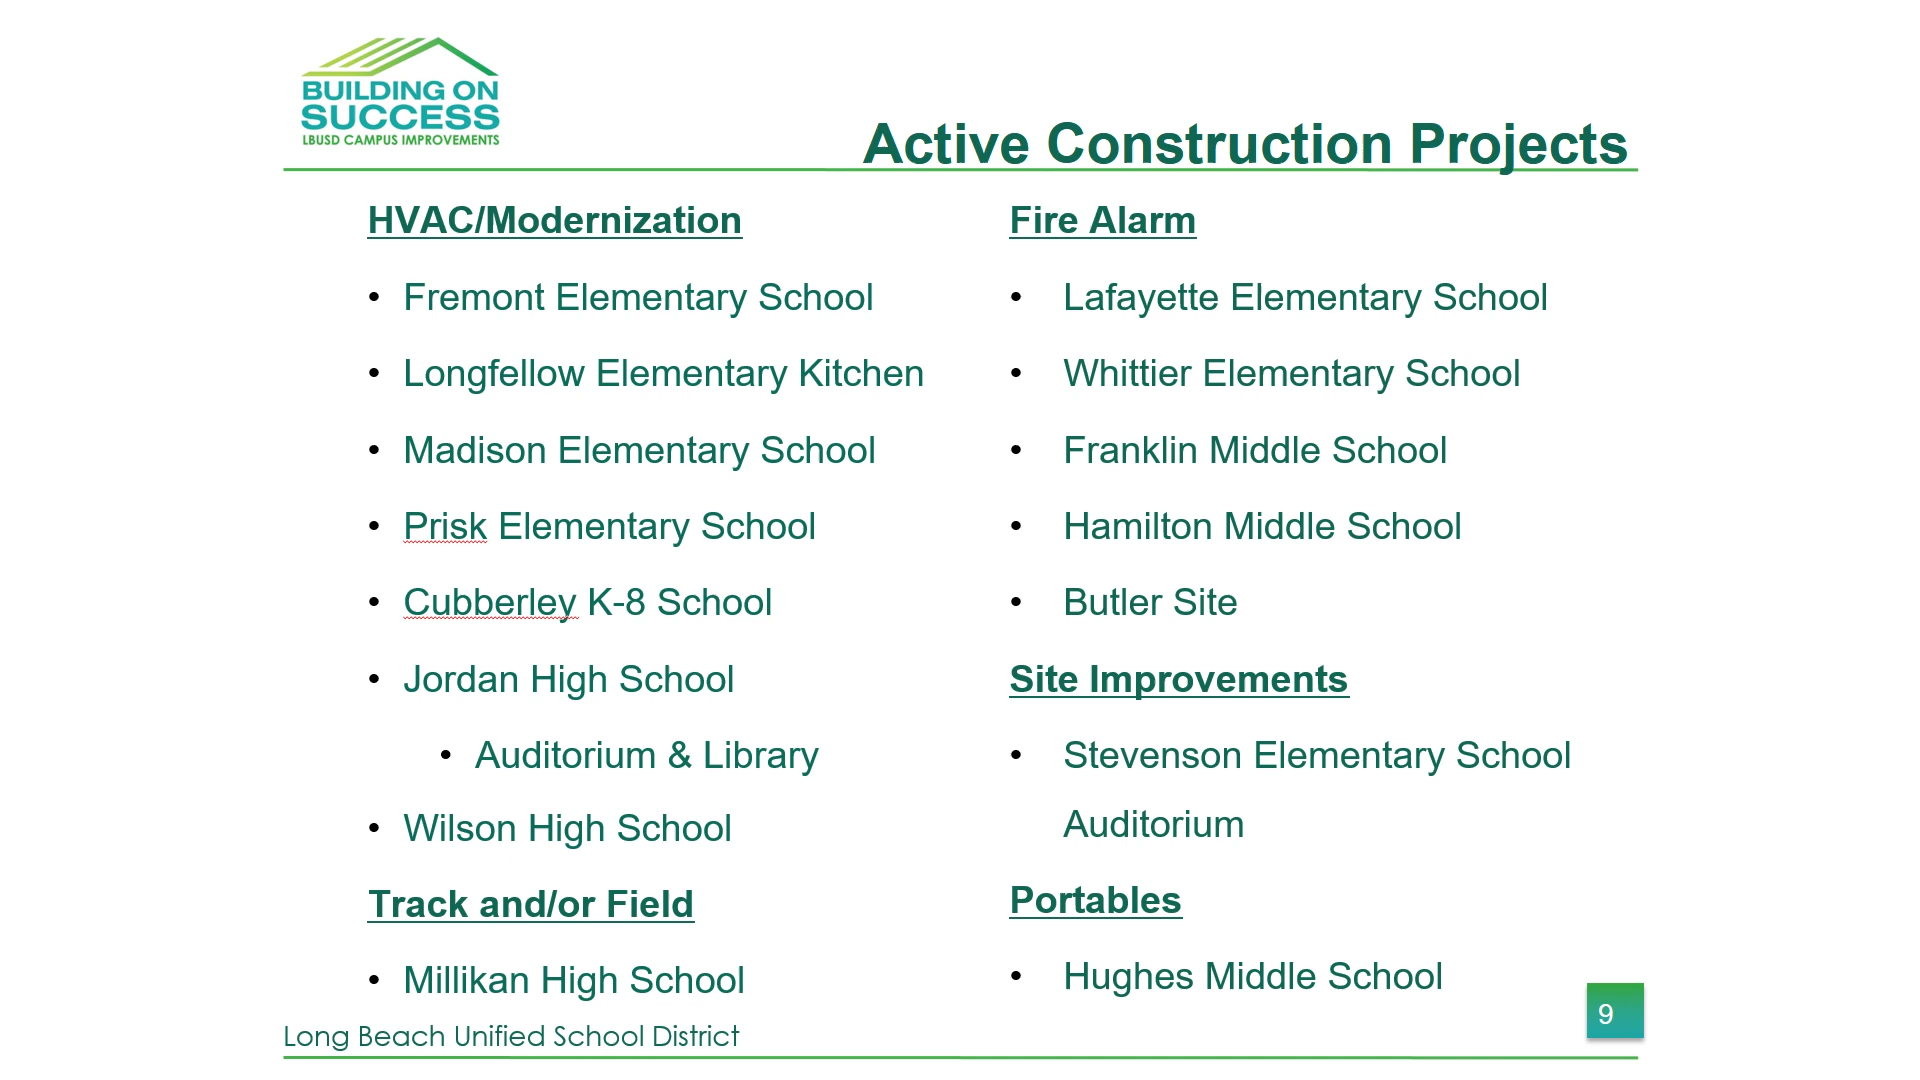 BUILDING ON
SUCCESS
LBUSD CAMPUS IMPROVEMENTS
Active Construction Projects
HVAC/Modernization
• Fremont Elementary School
• Longfellow Elementary Kitchen
• Madison Elementary School
• Prisk Elementary School
• Cubberley K-8 School
• Jordan High School
• Auditorium & Library
• Wilson High School
Track and/or Field
• Millikan High School
Fire Alarm
• Lafayette Elementary School
• Whittier Elementary School
• Franklin Middle School
• Hamilton Middle School
• Butler Site
Site Improvements
• Stevenson Elementary School
Auditorium
Portables
• Hughes Middle School
Long Beach Unified School District
9